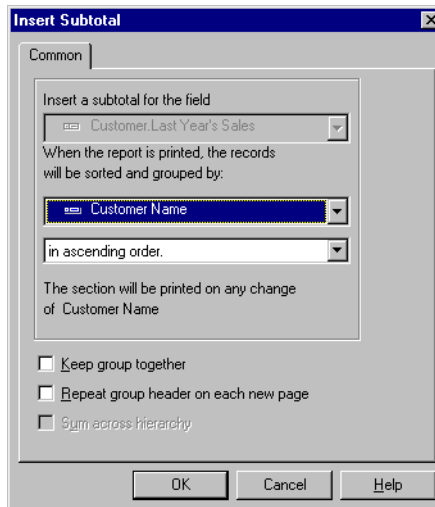 Insert Subtotal
Common
Insert a subtotal for the field
Customer.Last Year's Sales
When the report is printed, the records
will be sorted and grouped by:
Customer Name
in ascending order.
The section will be printed on any change
of Customer Name
Keep group together
Repeat group header on each new page
Sum across hierarchy
OK Cancel Help